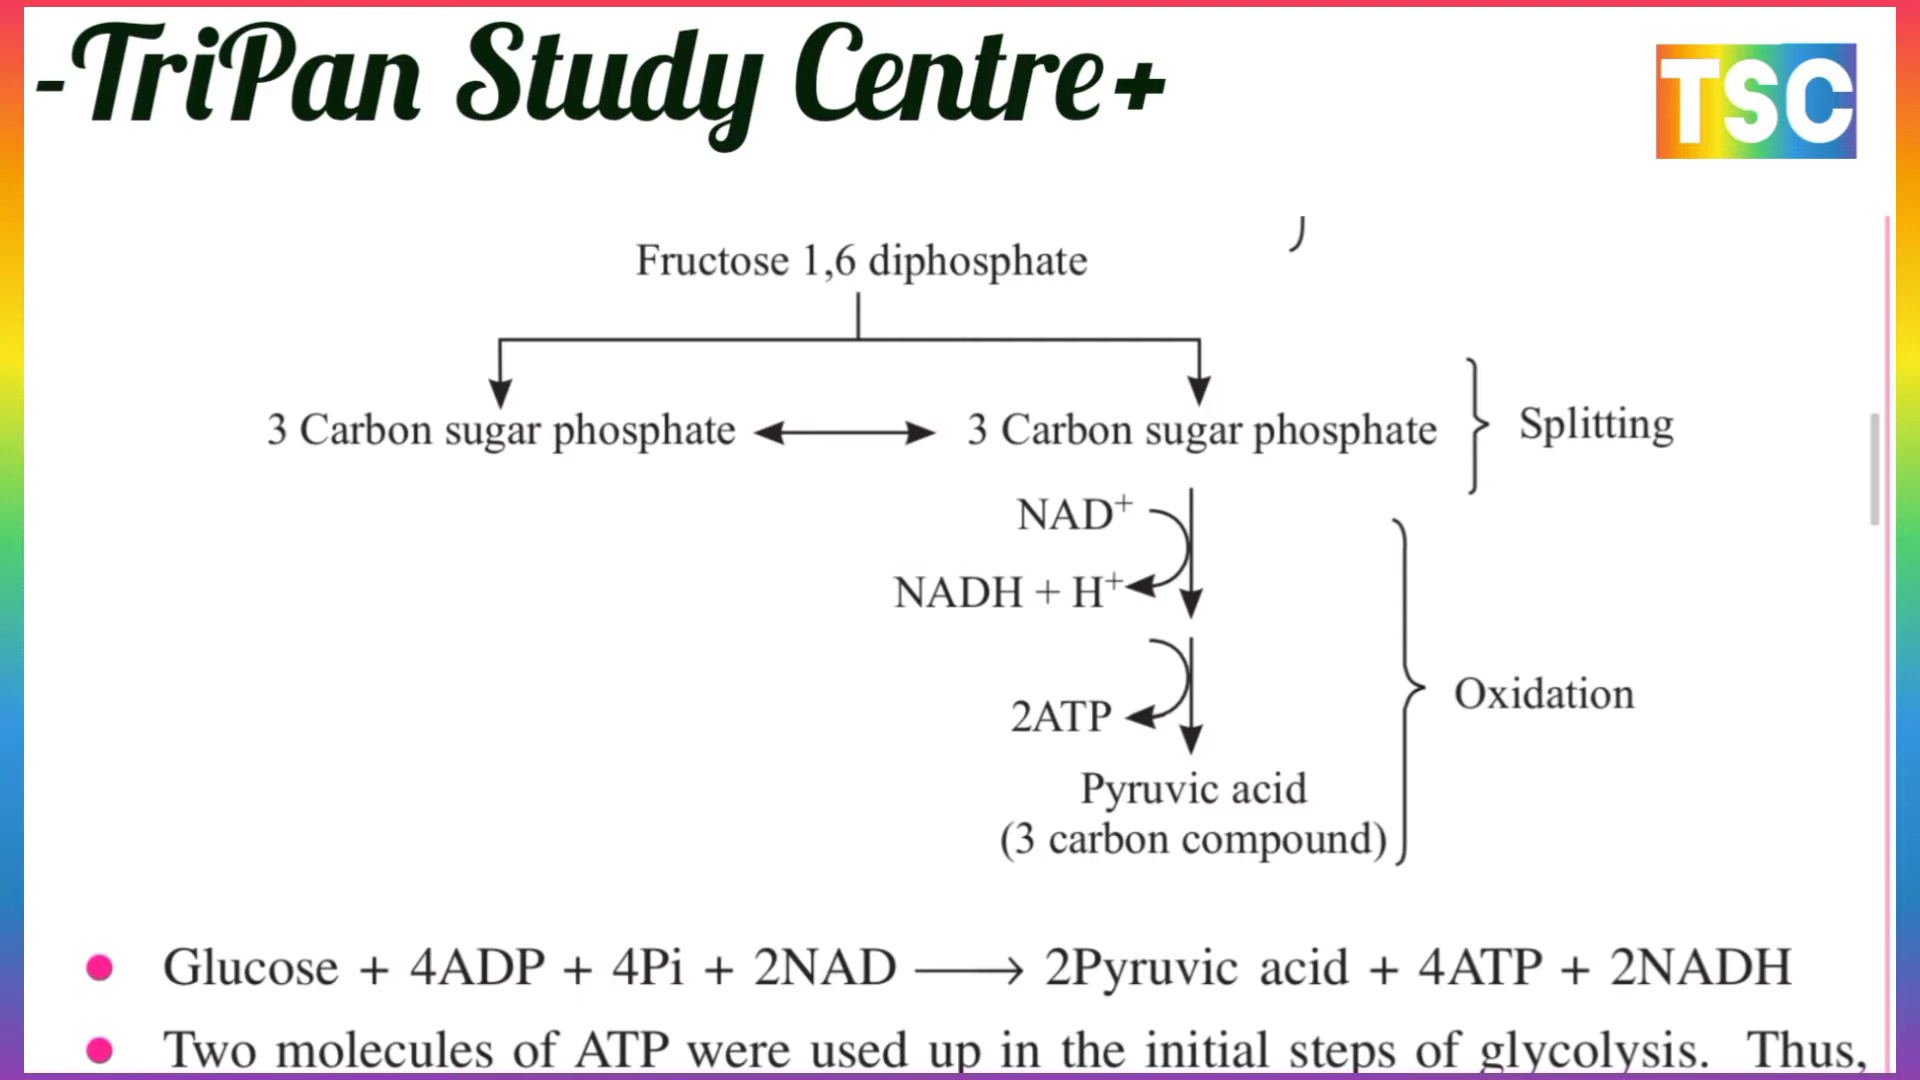 -TriPan Study Centre+
TSC
Fructose 1,6 diphosphate
3 Carbon sugar phosphate
3 Carbon sugar phosphate
Splitting
NAD⁺
NADH + H⁺
2ATP
Oxidation
Pyruvic acid
(3 carbon compound)
Glucose + 4ADP + 4Pi + 2NAD ⟶ 2Pyruvic acid + 4ATP + 2NADH
Two molecules of ATP were used up in the initial steps of glycolysis. Thus,